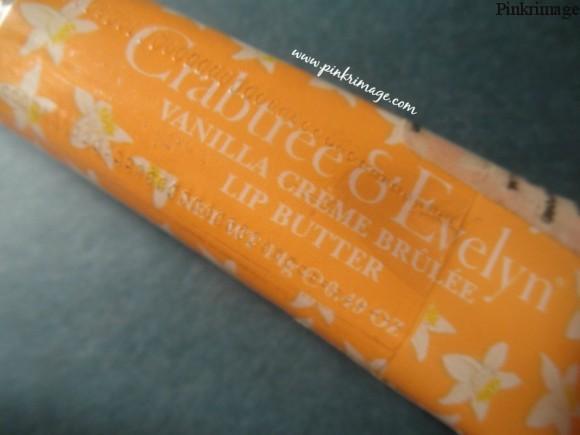 Pinkrimage
www.pinkrimage.com
Crabtree & Evelyn®
VANILLA CRÈME BRÛLÉE
LIP BUTTER
NET WT. 14g ℮ 0.49 OZ